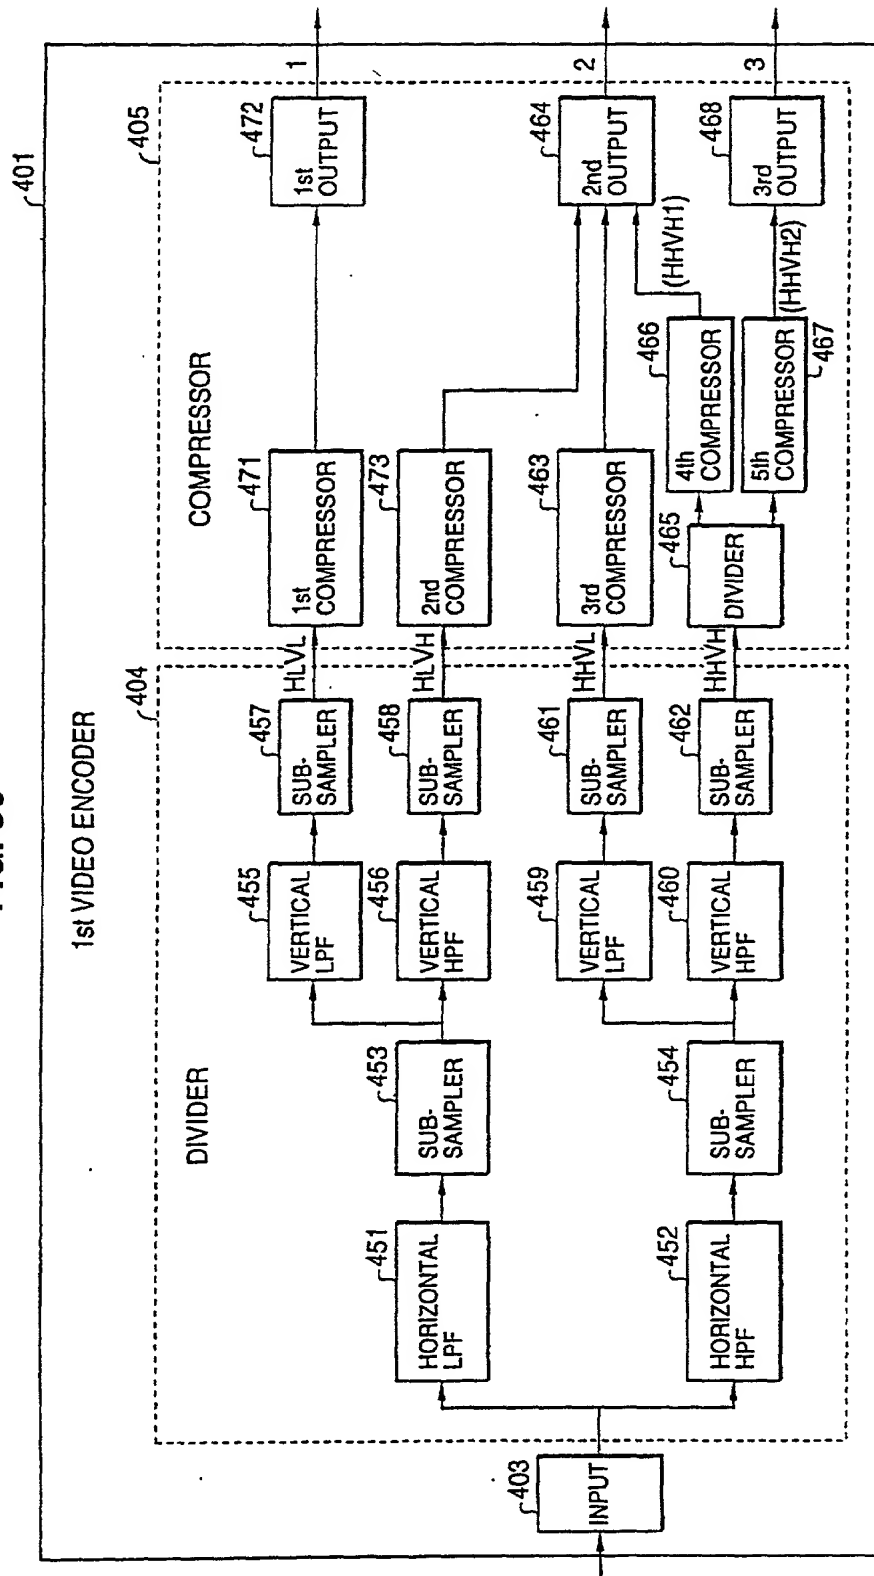 401
1st VIDEO ENCODER
404
DIVIDER
405
COMPRESSOR
403
INPUT
451
HORIZONTAL
LPF
452
HORIZONTAL
HPF
453
SUB-
SAMPLER
454
SUB-
SAMPLER
455
VERTICAL
LPF
456
VERTICAL
HPF
459
VERTICAL
LPF
460
VERTICAL
HPF
457
SUB-
SAMPLER
458
SUB-
SAMPLER
461
SUB-
SAMPLER
462
SUB-
SAMPLER
HLVL
HLVH
HHVL
HHVH
471
1st
COMPRESSOR
473
2nd
COMPRESSOR
463
3rd
COMPRESSOR
465
DIVIDER
466
4th
COMPRESSOR
5th
COMPRESSOR
467
(HHVH1)
(HHVH2)
472
1st
OUTPUT
464
2nd
OUTPUT
468
3rd
OUTPUT
1
2
3